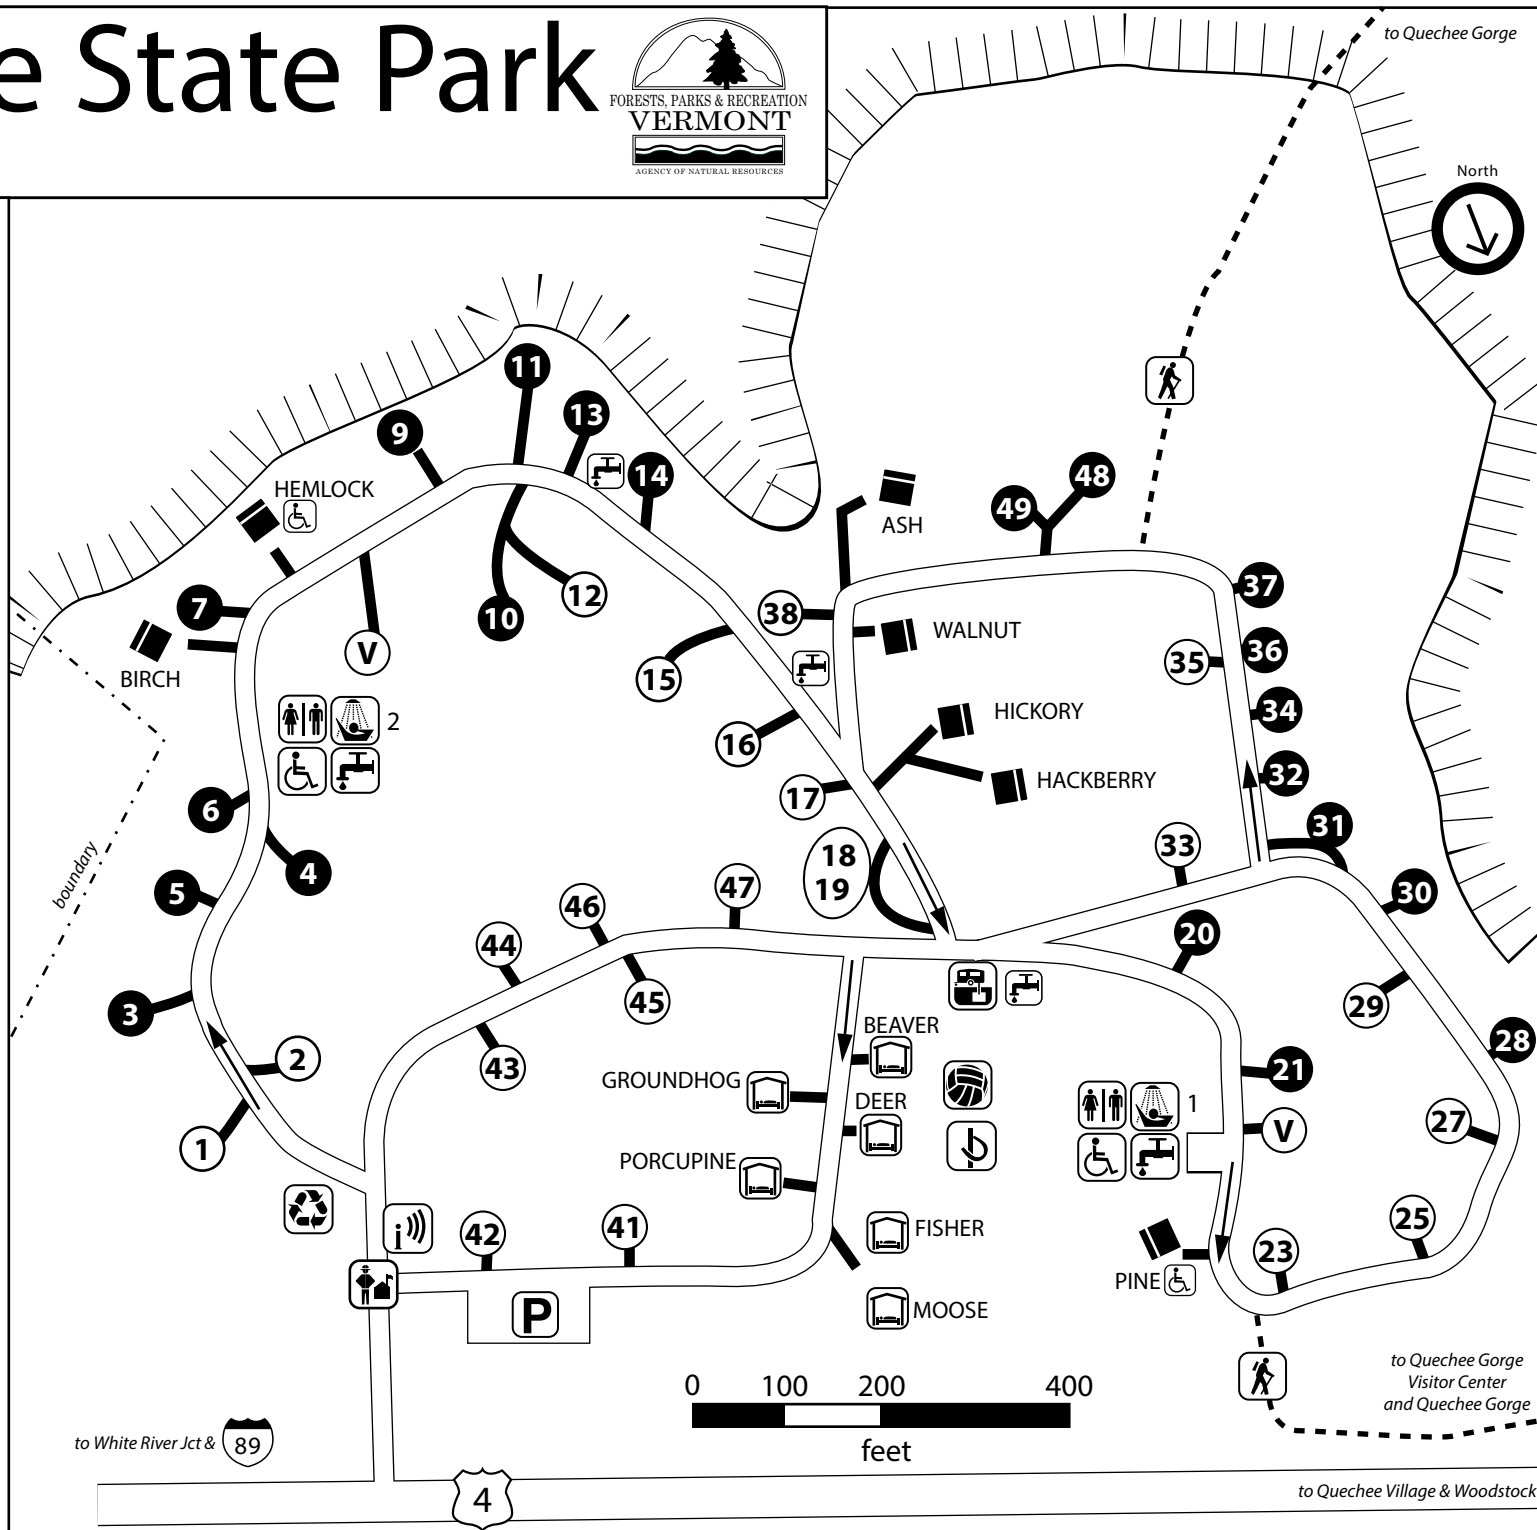 e State Park
FORESTS, PARKS & RECREATION
VERMONT
AGENCY OF NATURAL RESOURCES
to Quechee Gorge
North
11
13
9
14
HEMLOCK
48
49
ASH
7
10
12
V
BIRCH
38
WALNUT
37
36
35
15
2
16
HICKORY
34
32
HACKBERRY
17
6
31
33
18
19
4
5
boundary
47
46
30
44
20
45
29
3
BEAVER
28
2
43
GROUNDHOG
DEER
21
1
27
V
1
PORCUPINE
FISHER
25
42
41
23
i
PINE
MOOSE
P
to Quechee Gorge
Visitor Center
and Quechee Gorge
0 100 200 400
feet
to White River Jct & 89
4
to Quechee Village & Woodstock